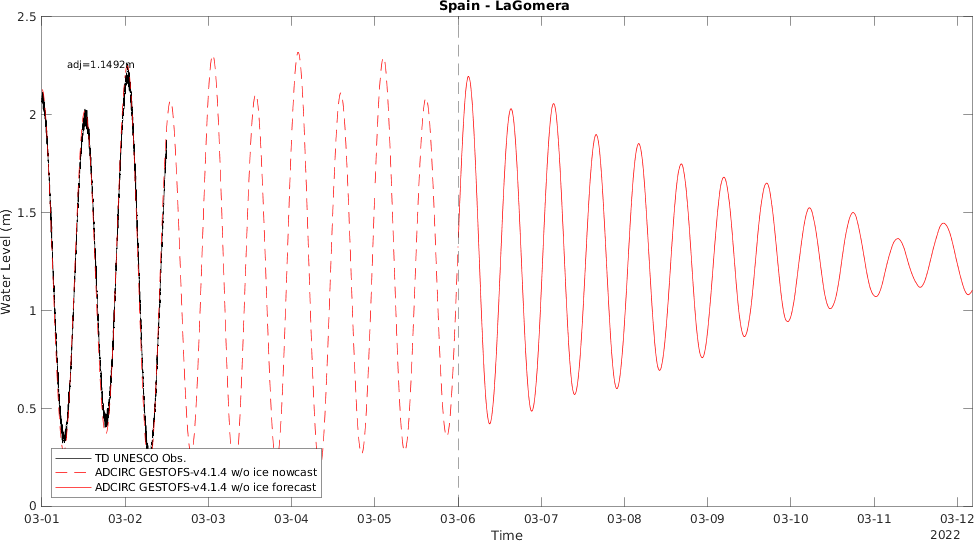 Spain - LaGomera
2.5
2
1.5
1
0.5
0
Water Level (m)
adj=1.1492m
TD UNESCO Obs.
ADCIRC GESTOFS-v4.1.4 w/o ice nowcast
ADCIRC GESTOFS-v4.1.4 w/o ice forecast
03-01 03-02 03-03 03-04 03-05 03-06 03-07 03-08 03-09 03-10 03-11 03-12
Time
2022